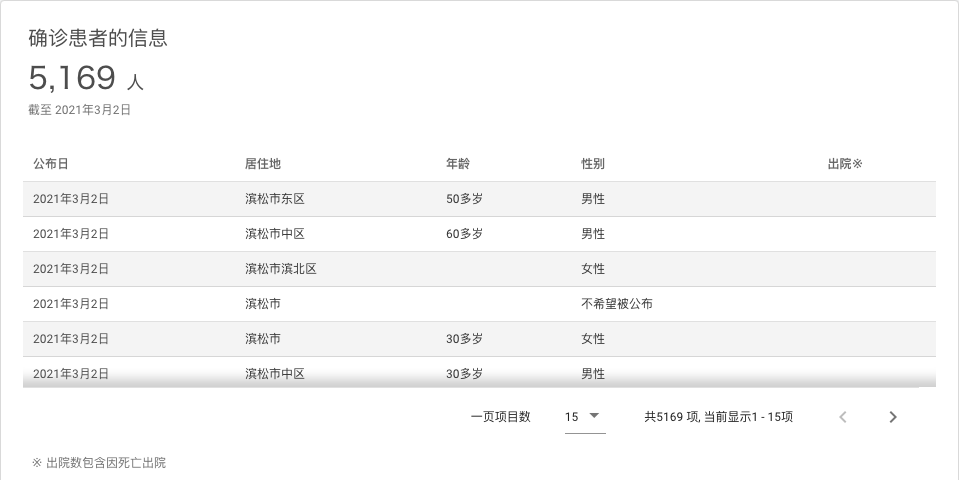 确诊患者的信息
5,169 人
截至 2021年3月2日
公布日 居住地 年龄 性别 出院※
2021年3月2日 滨松市东区 50多岁 男性
2021年3月2日 滨松市中区 60多岁 男性
2021年3月2日 滨松市滨北区 女性
2021年3月2日 滨松市 不希望被公布
2021年3月2日 滨松市 30多岁 女性
2021年3月2日 滨松市中区 30多岁 男性
一页项目数 15 共5169 项, 当前显示1 - 15项
※ 出院数包含因死亡出院